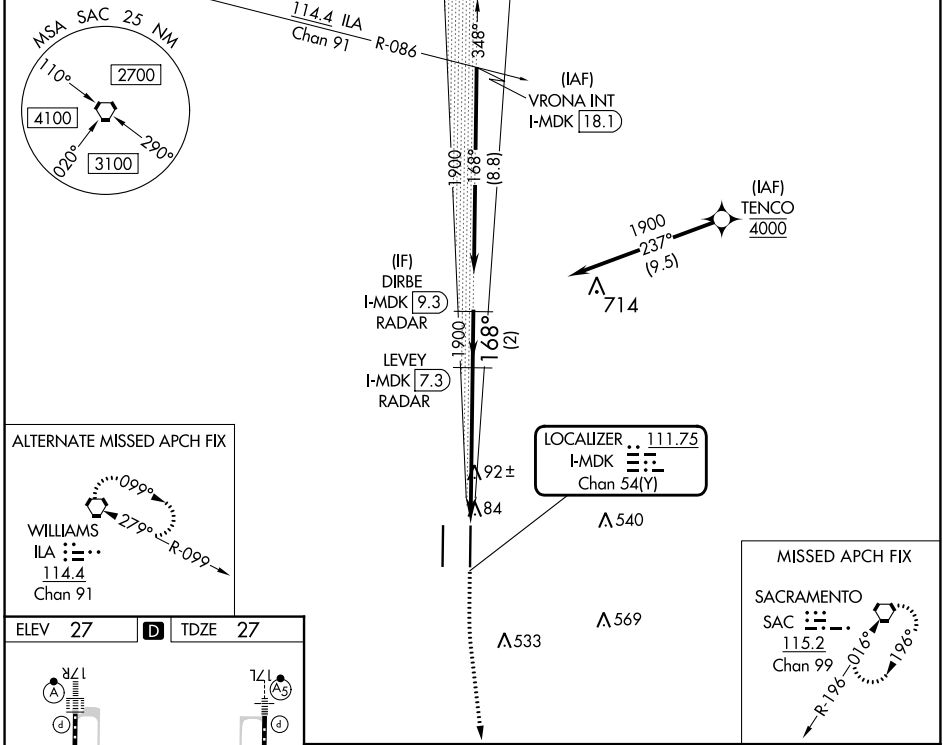 MSA SAC 25 NM
110°
2700
4100
020°
3100
290°
114.4 ILA
Chan 91
R-086
348°
(IAF)
VRONA INT
I-MDK 18.1
1900
168°
(8.8)
(IAF)
TENCO
4000
1900
237°
(9.5)
714
(IF)
DIRBE
I-MDK 9.3
RADAR
1900
168°
(2)
LEVEY
I-MDK 7.3
RADAR
LOCALIZER 111.75
I-MDK
Chan 54(Y)
92±
84
540
569
533
ALTERNATE MISSED APCH FIX
099°
279°
R-099
WILLIAMS
ILA
114.4
Chan 91
MISSED APCH FIX
SACRAMENTO
SAC
115.2
Chan 99
R-196
016°
196°
ELEV 27 D TDZE 27
17R
17L
A
A5
P
P